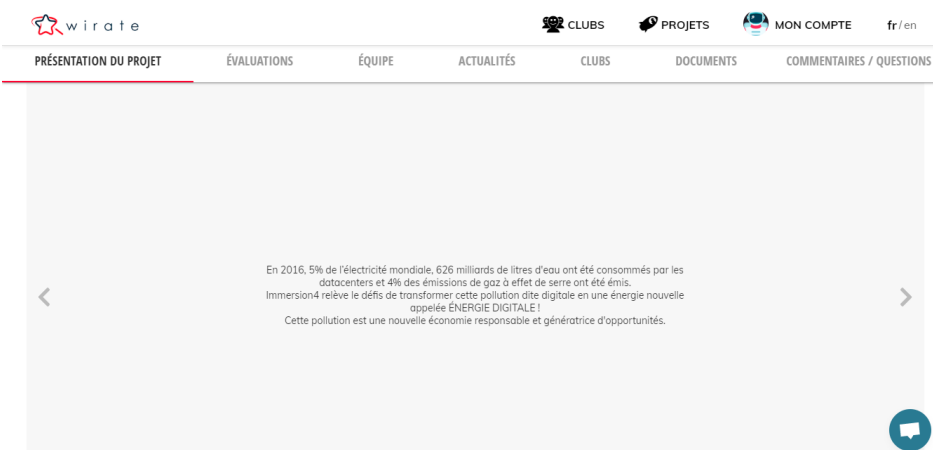 wirate
CLUBS
PROJETS
MON COMPTE
fr / en
PRÉSENTATION DU PROJET
ÉVALUATIONS
ÉQUIPE
ACTUALITÉS
CLUBS
DOCUMENTS
COMMENTAIRES / QUESTIONS
En 2016, 5% de l'électricité mondiale, 626 milliards de litres d'eau ont été consommés par les
datacenters et 4% des émissions de gaz à effet de serre ont été émis.
Immersion4 relève le défis de transformer cette pollution dite digitale en une énergie nouvelle
appelée ÉNERGIE DIGITALE !
Cette pollution est une nouvelle économie responsable et génératrice d'opportunités.